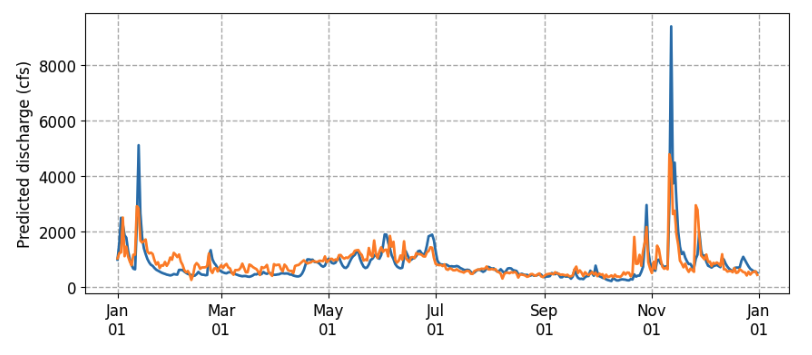 Predicted discharge (cfs)
8000
6000
4000
2000
0
Jan Mar May Jul Sep Nov Jan
01 01 01 01 01 01 01